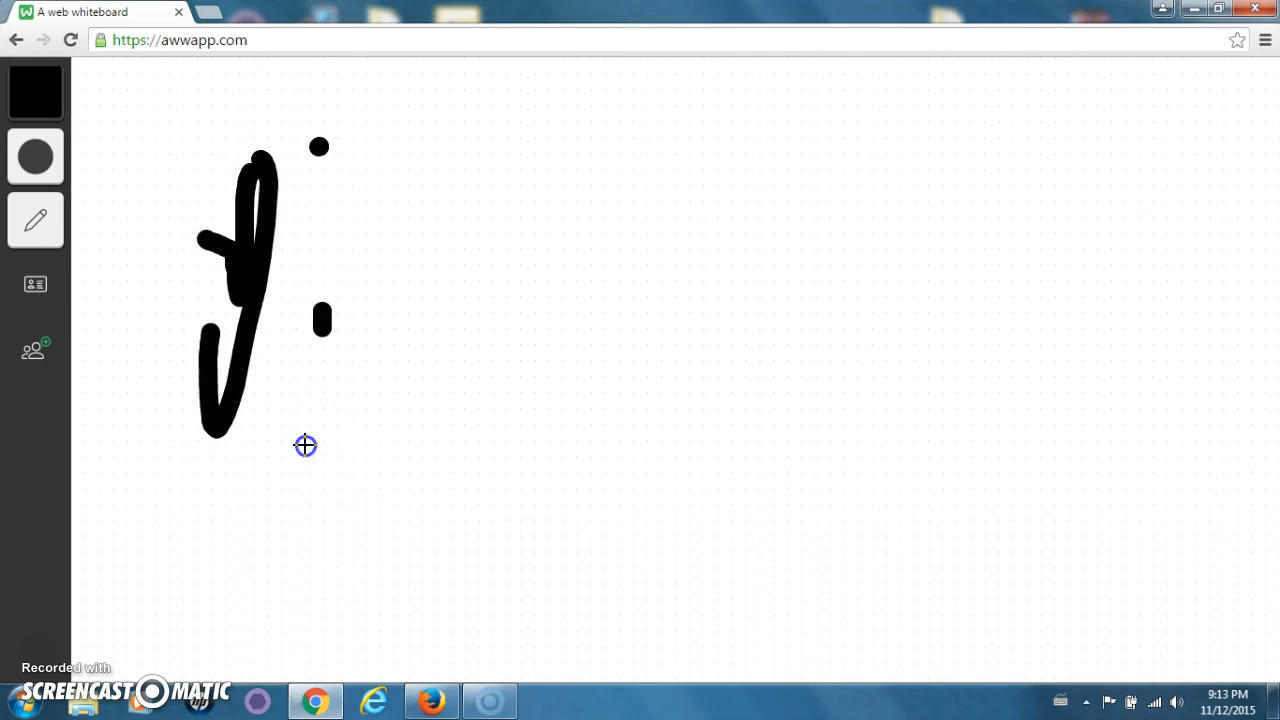 A web whiteboard
https://awwapp.com
Recorded with
SCREENCAST-O-MATIC
9:13 PM
11/12/2015